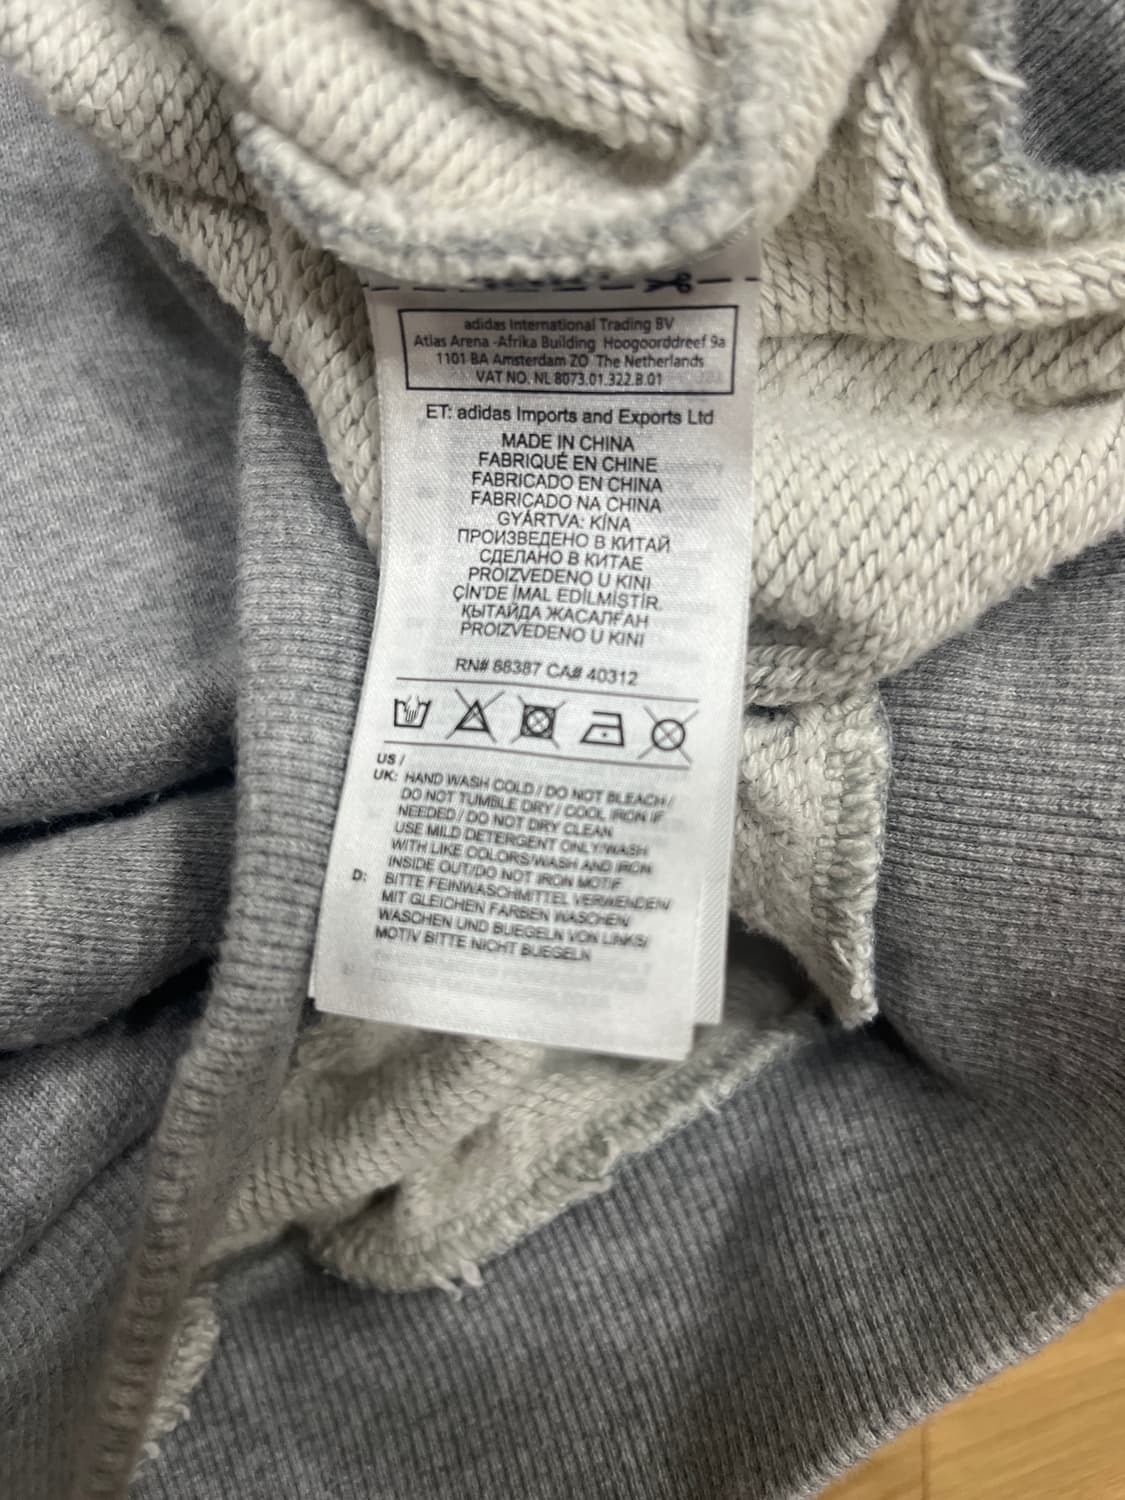 adidas International Trading BV
Atlas Arena -Afrika Building Hoogoorddreef 9a
1101 BA Amsterdam ZO The Netherlands
VAT NO. NL 8073.01.322.B.01
ET: adidas Imports and Exports Ltd
MADE IN CHINA
FABRIQUÉ EN CHINE
FABRICADO EN CHINA
FABRICADO NA CHINA
GYÁRTVA: KÍNA
ПРОИЗВЕДЕНО В КИТАЙ
СДЕЛАНО В КИТАЕ
PROIZVEDENO U KINI
ÇİN'DE İMAL EDİLMİŞTİR.
ҚЫТАЙДА ЖАСАЛҒАН
PROIZVEDENO U KINI
RN# 88387 CA# 40312
US /
UK: HAND WASH COLD / DO NOT BLEACH /
DO NOT TUMBLE DRY / COOL IRON IF
NEEDED / DO NOT DRY CLEAN
USE MILD DETERGENT ONLY/WASH
WITH LIKE COLORS/WASH AND IRON
INSIDE OUT/DO NOT IRON MOTIF
D: BITTE FEINWASCHMITTEL VERWENDEN/
MIT GLEICHEN FARBEN WASCHEN/
WASCHEN UND BUEGELN VON LINKS/
MOTIV BITTE NICHT BUEGELN